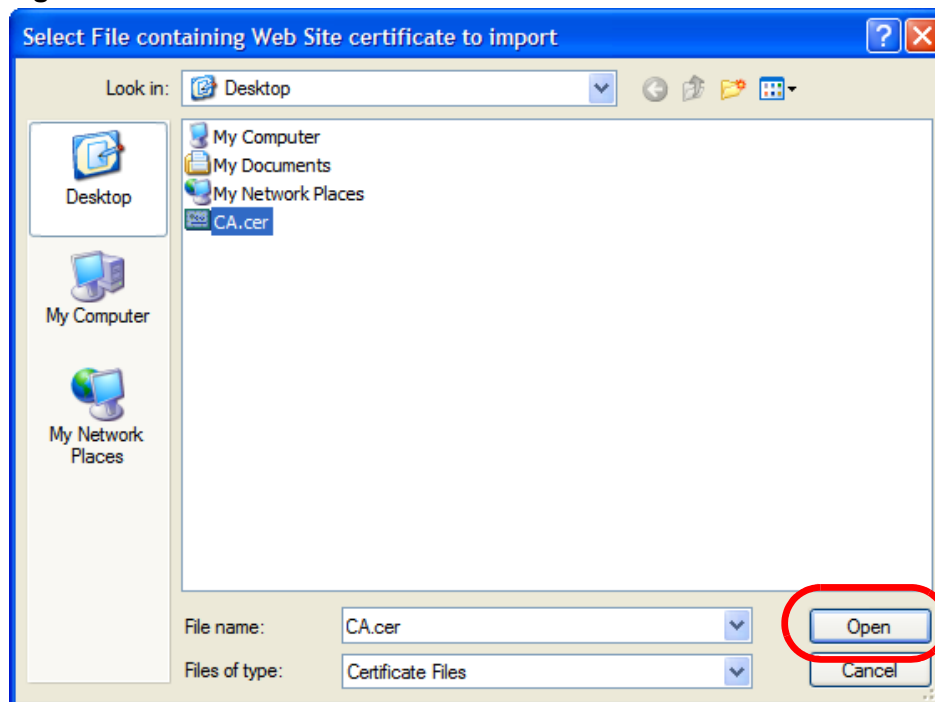 Select File containing Web Site certificate to import
Look in:
Desktop
My Computer
My Documents
My Network Places
CA.cer
Desktop
My Computer
My Network
Places
File name:
CA.cer
Open
Files of type:
Certificate Files
Cancel